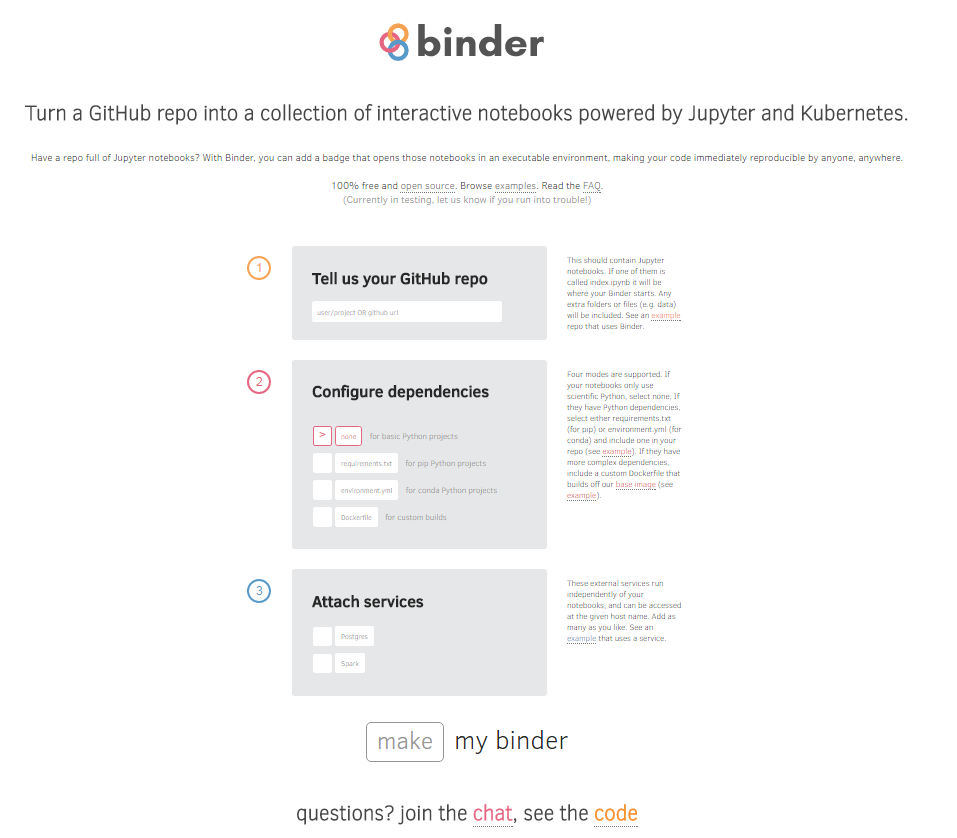 binder
Turn a GitHub repo into a collection of interactive notebooks powered by Jupyter and Kubernetes.
Have a repo full of Jupyter notebooks? With Binder, you can add a badge that opens those notebooks in an executable environment, making your code immediately reproducible by anyone, anywhere.
100% free and open source. Browse examples. Read the FAQ.
(Currently in testing, let us know if you run into trouble!)
1
Tell us your GitHub repo
user/project OR github url
This should contain Jupyter
notebooks. If one of them is
called index.ipynb it will be
where your Binder starts. Any
extra folders or files (e.g. data)
will be included. See an example
repo that uses Binder.
2
Configure dependencies
> none for basic Python projects
requirements.txt for pip Python projects
environment.yml for conda Python projects
Dockerfile for custom builds
Four modes are supported. If
your notebooks only use
scientific Python, select none. If
they have Python dependencies,
select either requirements.txt
(for pip) or environment.yml (for
conda) and include one in your
repo (see example). If they have
more complex dependencies,
include a custom Dockerfile that
builds off our base image (see
example).
3
Attach services
Postgres
Spark
These external services run
independently of your
notebooks, and can be accessed
at the given host name. Add as
many as you like. See an
example that uses a service.
make my binder
questions? join the chat, see the code